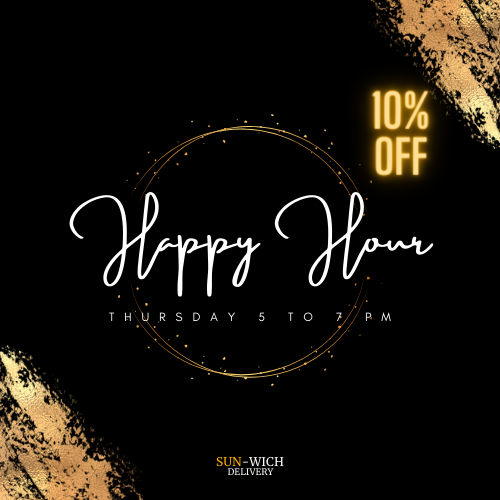 10%
OFF
Happy Hour
THURSDAY 5 TO 7 PM
SUN-WICH
DELIVERY